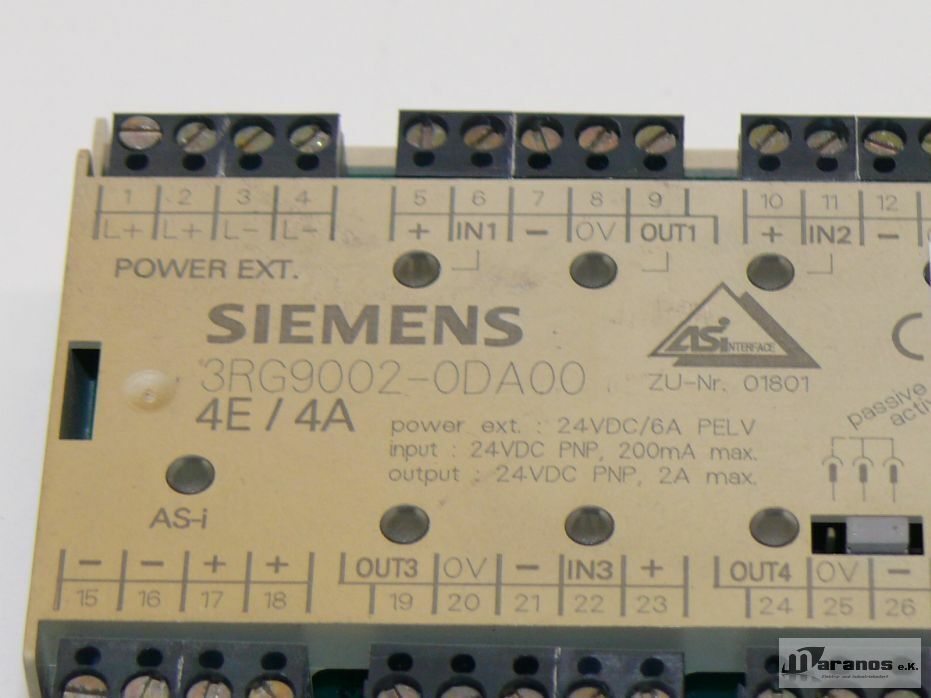 1 2 3 4 5 6 7 8 9 10 11 12
L+ L+ L- L- + IN1 - 0V OUT1 + IN2 -
POWER EXT.
SIEMENS
ASi INTERFACE
3RG9002-0DA00
ZU-Nr. 01801
4E / 4A
power ext. : 24VDC/6A PELV
input : 24VDC PNP, 200mA max.
output : 24VDC PNP, 2A max.
passive
AS-i
- - + + OUT3 0V - IN3 + OUT4 0V -
15 16 17 18 19 20 21 22 23 24 25 26
Maranos e.K.